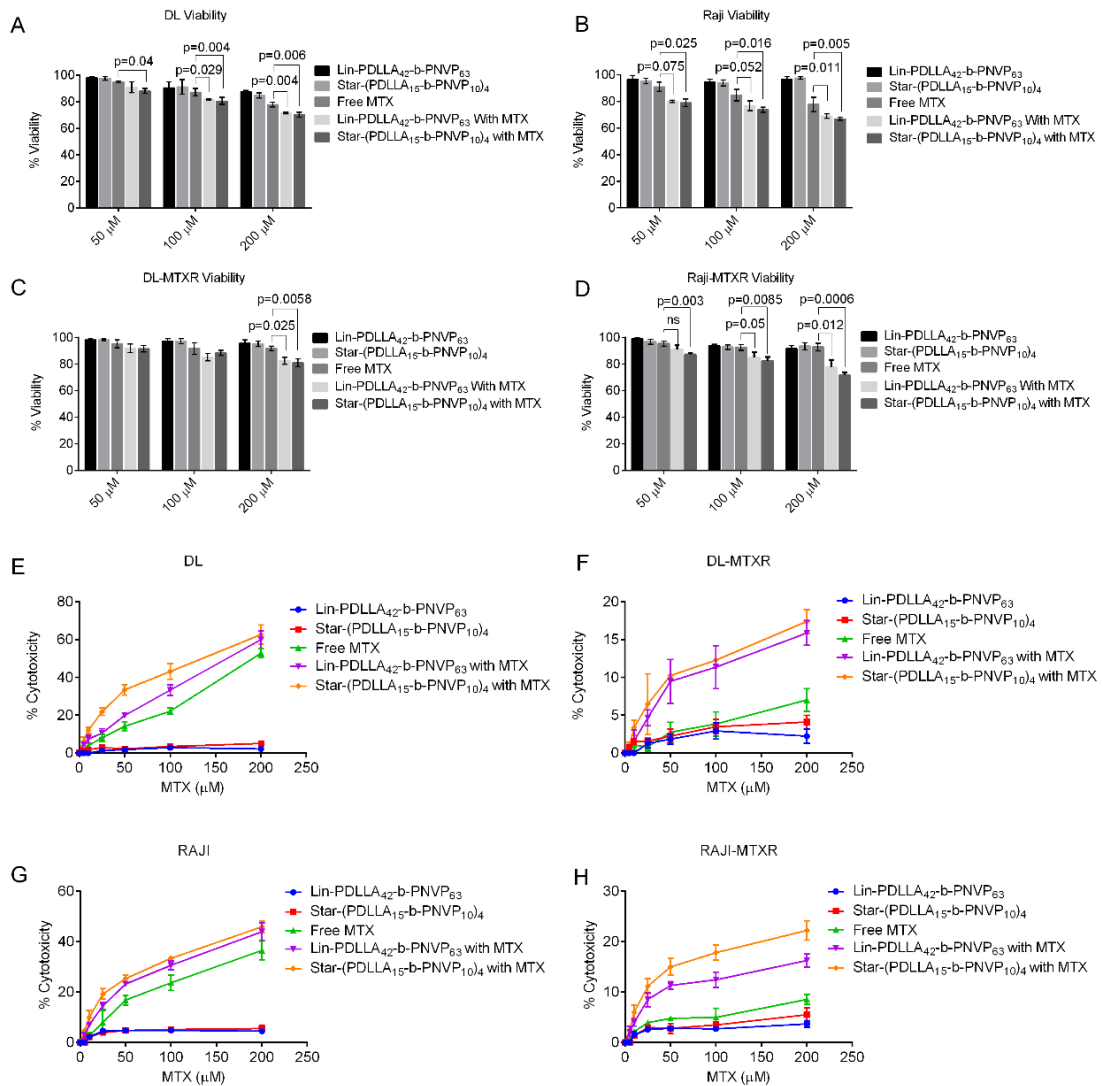 A
DL Viability
p=0.006
p=0.004
p=0.04
p=0.029
p=0.004
% Viability
100
80
60
40
20
0
50 μM
100 μM
200 μM
Lin-PDLLA42-b-PNVP63
Star-(PDLLA15-b-PNVP10)4
Free MTX
Lin-PDLLA42-b-PNVP63 With MTX
Star-(PDLLA15-b-PNVP10)4 with MTX
B
Raji Viability
p=0.025
p=0.016
p=0.005
p=0.075
p=0.052
p=0.011
% Viability
100
80
60
40
20
0
50 μM
100 μM
200 μM
Lin-PDLLA42-b-PNVP63
Star-(PDLLA15-b-PNVP10)4
Free MTX
Lin-PDLLA42-b-PNVP63 With MTX
Star-(PDLLA15-b-PNVP10)4 with MTX
C
DL-MTXR Viability
p=0.0058
p=0.025
% Viability
100
80
60
40
20
0
50 μM
100 μM
200 μM
Lin-PDLLA42-b-PNVP63
Star-(PDLLA15-b-PNVP10)4
Free MTX
Lin-PDLLA42-b-PNVP63 With MTX
Star-(PDLLA15-b-PNVP10)4 with MTX
D
Raji-MTXR Viability
p=0.003
p=0.0085
p=0.0006
ns
p=0.05
p=0.012
% Viability
100
80
60
40
20
0
50 μM
100 μM
200 μM
Lin-PDLLA42-b-PNVP63
Star-(PDLLA15-b-PNVP10)4
Free MTX
Lin-PDLLA42-b-PNVP63 With MTX
Star-(PDLLA15-b-PNVP10)4 with MTX
E
DL
% Cytotoxicity
80
60
40
20
0
0 50 100 150 200 250
MTX (μM)
Lin-PDLLA42-b-PNVP63
Star-(PDLLA15-b-PNVP10)4
Free MTX
Lin-PDLLA42-b-PNVP63 with MTX
Star-(PDLLA15-b-PNVP10)4 with MTX
F
DL-MTXR
% Cytotoxicity
20
15
10
5
0
0 50 100 150 200 250
MTX (μM)
Lin-PDLLA42-b-PNVP63
Star-(PDLLA15-b-PNVP10)4
Free MTX
Lin-PDLLA42-b-PNVP63 with MTX
Star-(PDLLA15-b-PNVP10)4 with MTX
G
RAJI
% Cytotoxicity
60
40
20
0
0 50 100 150 200 250
MTX (μM)
Lin-PDLLA42-b-PNVP63
Star-(PDLLA15-b-PNVP10)4
Free MTX
Lin-PDLLA42-b-PNVP63 with MTX
Star-(PDLLA15-b-PNVP10)4 with MTX
H
RAJI-MTXR
% Cytotoxicity
30
20
10
0
0 50 100 150 200 250
MTX (μM)
Lin-PDLLA42-b-PNVP63
Star-(PDLLA15-b-PNVP10)4
Free MTX
Lin-PDLLA42-b-PNVP63 with MTX
Star-(PDLLA15-b-PNVP10)4 with MTX